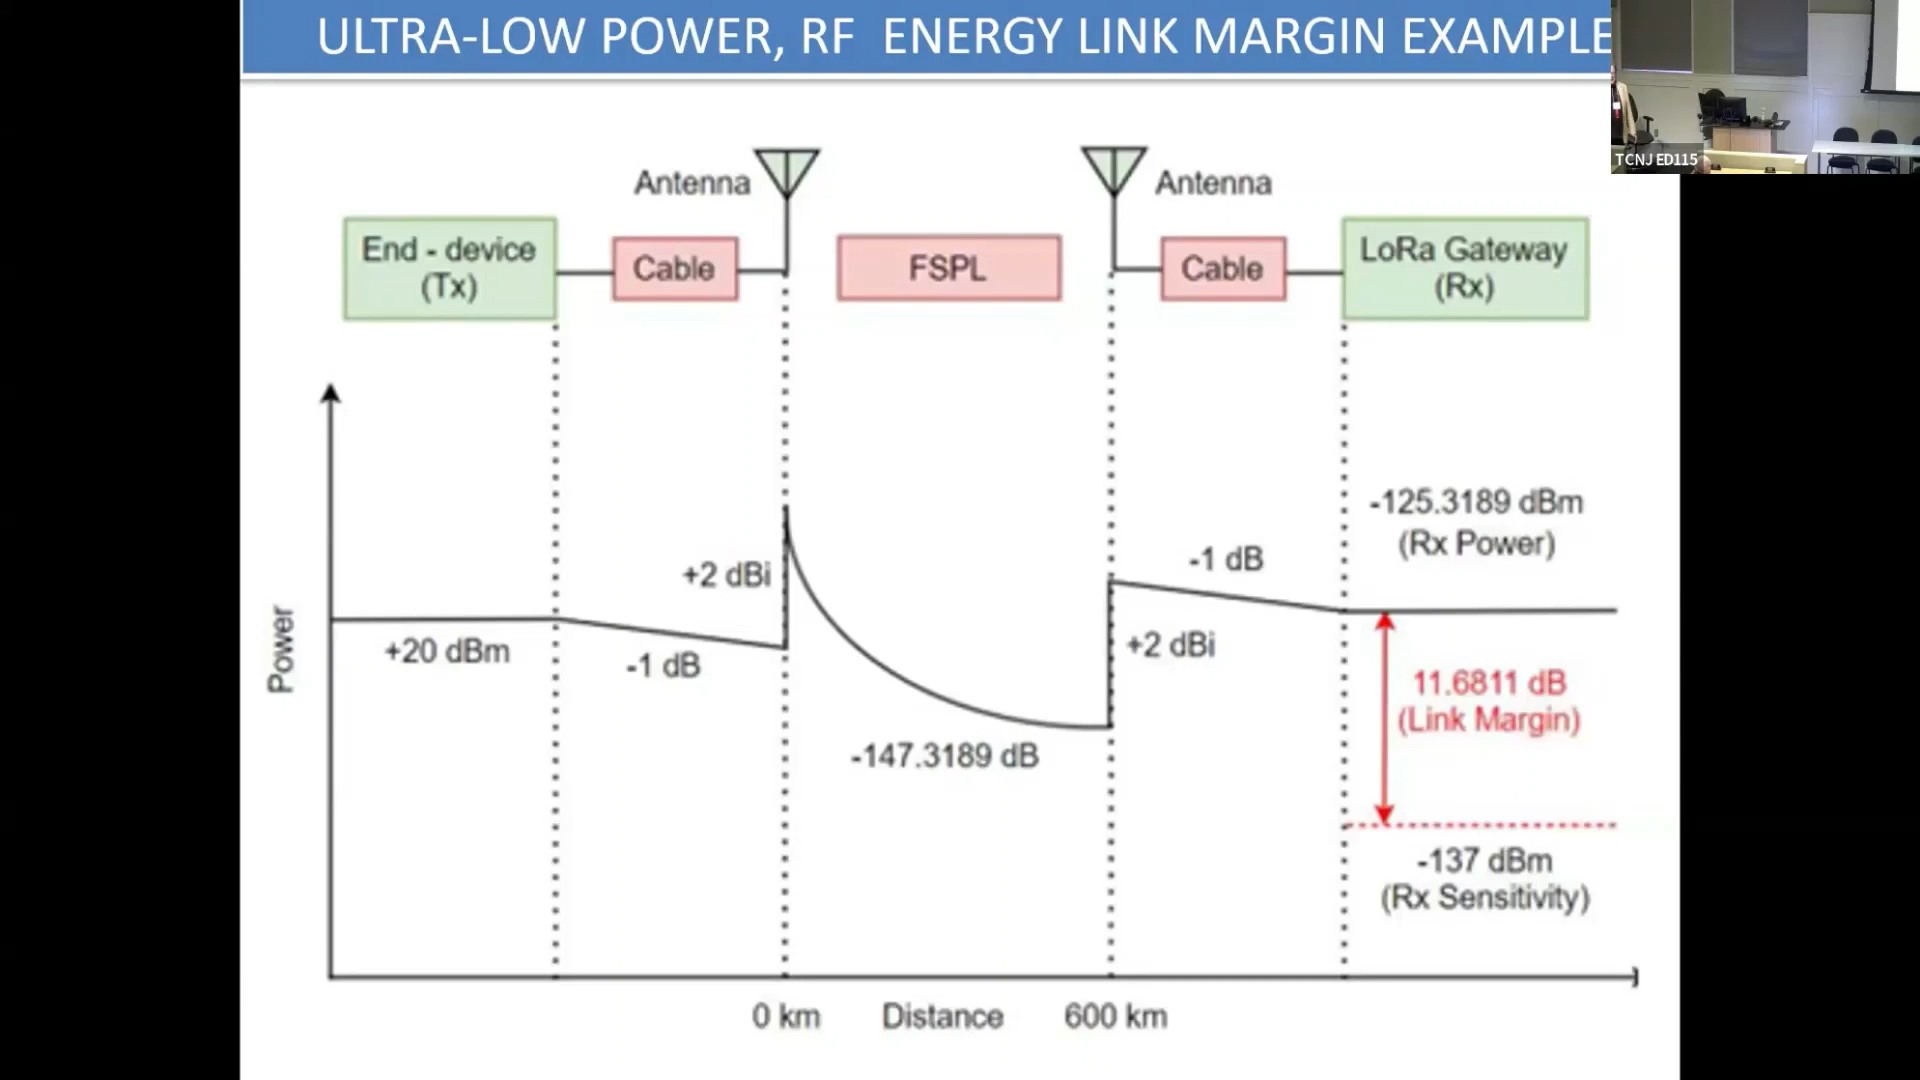 ULTRA-LOW POWER, RF ENERGY LINK MARGIN EXAMPLE
TCNJ ED115
Antenna
Antenna
End - device
(Tx)
Cable
FSPL
Cable
LoRa Gateway
(Rx)
-125.3189 dBm
(Rx Power)
-1 dB
+2 dBi
+20 dBm
-1 dB
+2 dBi
11.6811 dB
(Link Margin)
-147.3189 dB
Power
-137 dBm
(Rx Sensitivity)
0 km
Distance
600 km